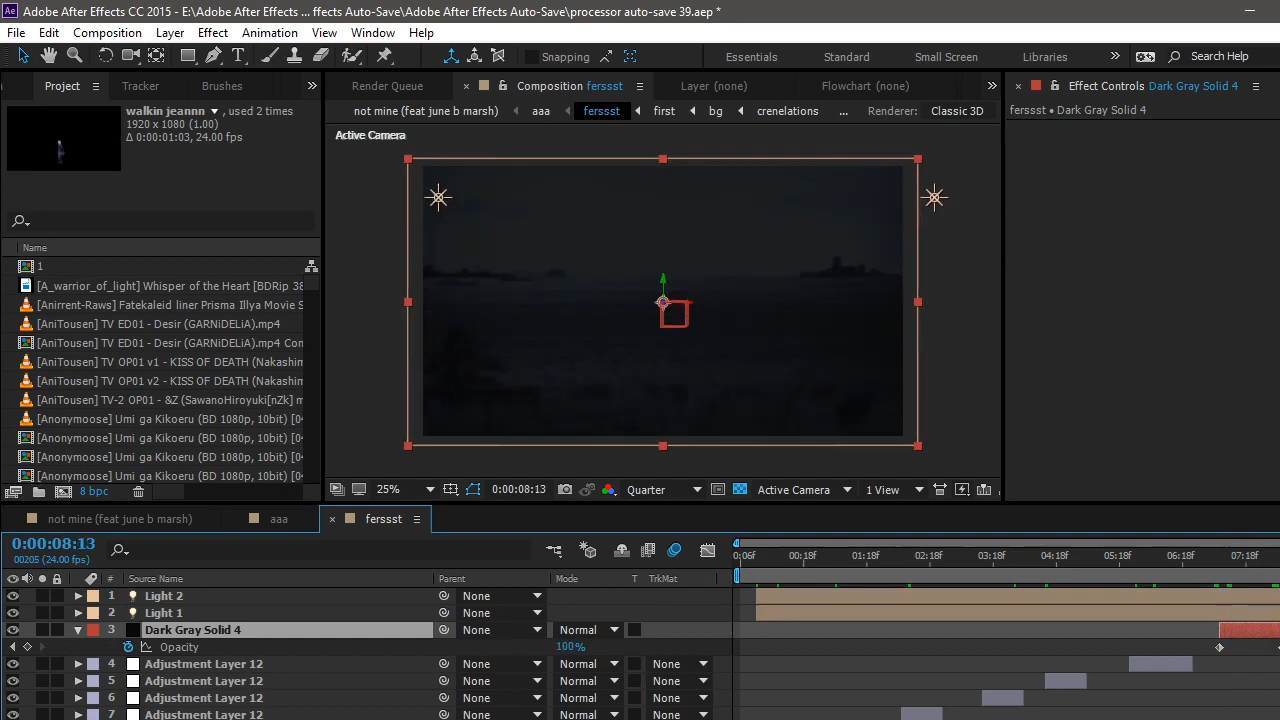 Adobe After Effects CC 2015 - E:\Adobe After Effects ... ffects Auto-Save\Adobe After Effects Auto-Save\processor auto-save 39.aep *
File Edit Composition Layer Effect Animation View Window Help
Snapping Essentials Standard Small Screen Libraries Search Help
Project Tracker Brushes Render Queue Composition ferssst Layer (none) Flowchart (none) Effect Controls Dark Gray Solid 4
walkin jeannn , used 2 times
1920 x 1080 (1.00)
Δ 0:00:01:03, 24.00 fps
not mine (feat june b marsh) aaa ferssst first bg crenelations ... Renderer: Classic 3D
ferssst • Dark Gray Solid 4
Active Camera
Name
1
[A_warrior_of_light] Whisper of the Heart [BDRip 38
[Anirrent-Raws] Fatekaleid liner Prisma Illya Movie S
[AniTousen] TV ED01 - Desir (GARNiDELiA).mp4
[AniTousen] TV ED01 - Desir (GARNiDELiA).mp4 Con
[AniTousen] TV OP01 v1 - KISS OF DEATH (Nakashim
[AniTousen] TV OP01 v2 - KISS OF DEATH (Nakashim
[AniTousen] TV-2 OP01 - &Z (SawanoHiroyuki[nZk] m
[Anonymoose] Umi ga Kikoeru (BD 1080p, 10bit) [04
[Anonymoose] Umi ga Kikoeru (BD 1080p, 10bit) [04
[Anonymoose] Umi ga Kikoeru (BD 1080p, 10bit) [04
[Anonymoose] Umi ga Kikoeru (BD 1080p, 10bit) [04
8 bpc
25% 0:00:08:13 Quarter Active Camera 1 View
not mine (feat june b marsh) aaa ferssst
0:00:08:13
00205 (24.00 fps)
0:06f 00:18f 01:18f 02:18f 03:18f 04:18f 05:18f 06:18f 07:18f
# Source Name Parent Mode T TrkMat
1 Light 2 None
2 Light 1 None
3 Dark Gray Solid 4 None Normal
Opacity 100%
4 Adjustment Layer 12 None Normal None
5 Adjustment Layer 12 None Normal None
6 Adjustment Layer 12 None Normal None
7 Adjustment Layer 12 None Normal None